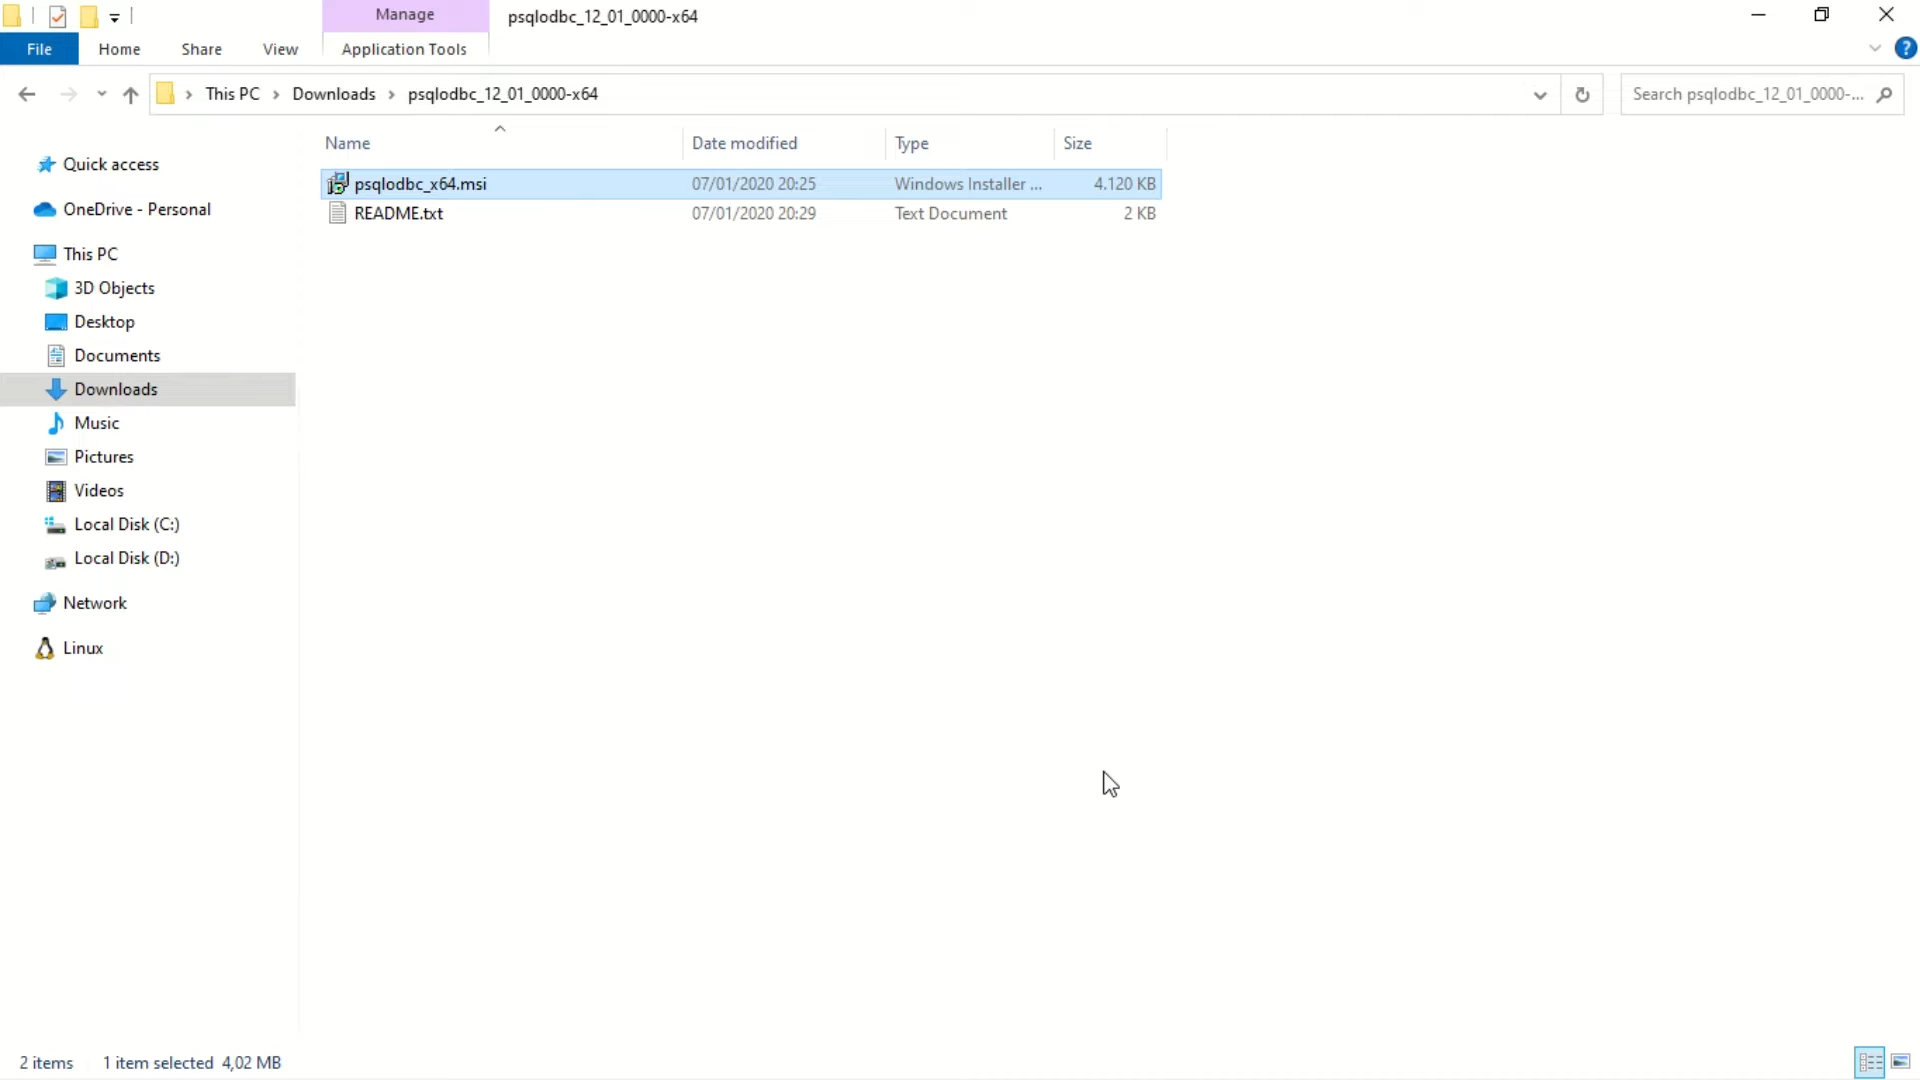 Manage
psqlodbc_12_01_0000-x64
File
Home
Share
View
Application Tools
?
This PC
Downloads
psqlodbc_12_01_0000-x64
Search psqlodbc_12_01_0000-...
Name
Date modified
Type
Size
psqlodbc_x64.msi 07/01/2020 20:25 Windows Installer ... 4.120 KB
README.txt 07/01/2020 20:29 Text Document 2 KB
Quick access
OneDrive - Personal
This PC
3D Objects
Desktop
Documents
Downloads
Music
Pictures
Videos
Local Disk (C:)
Local Disk (D:)
Network
Linux
2 items
1 item selected 4,02 MB